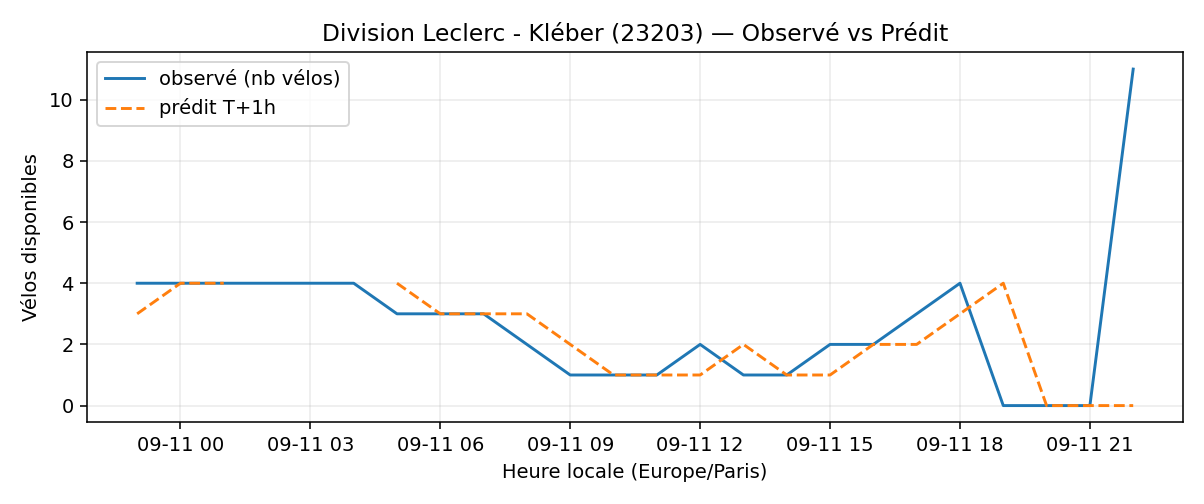 Division Leclerc - Kléber (23203) — Observé vs Prédit
observé (nb vélos)
prédit T+1h
Vélos disponibles
10
8
6
4
2
0
09-11 00 09-11 03 09-11 06 09-11 09 09-11 12 09-11 15 09-11 18 09-11 21
Heure locale (Europe/Paris)